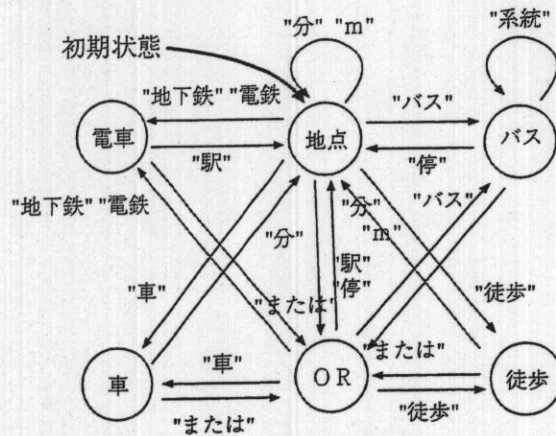 "系統"
"分" "m"
初期状態
"地下鉄" "電鉄
"バス"
電車
地点
バス
"駅"
"停"
"地下鉄" "電鉄
"分"
"バス"
"分"
"m"
"駅"
"停"
"車"
"または"
"徒歩"
"または"
"車"
車
OR
徒歩
"または"
"徒歩"